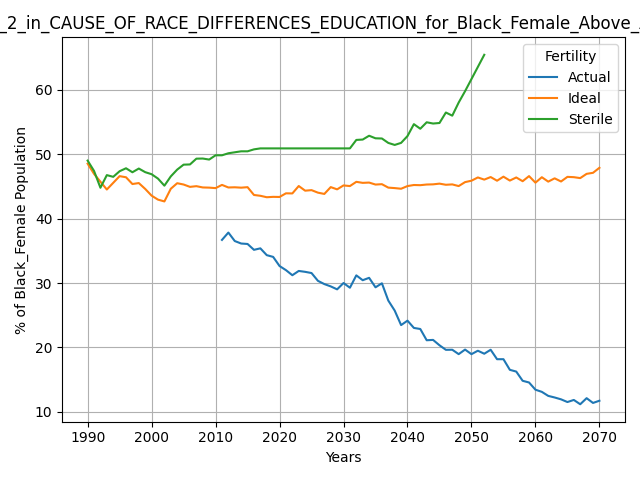 _2_in_CAUSE_OF_RACE_DIFFERENCES_EDUCATION_for_Black_Female_Above_
Fertility
Actual
Ideal
Sterile
% of Black_Female Population
60
50
40
30
20
10
1990 2000 2010 2020 2030 2040 2050 2060 2070
Years